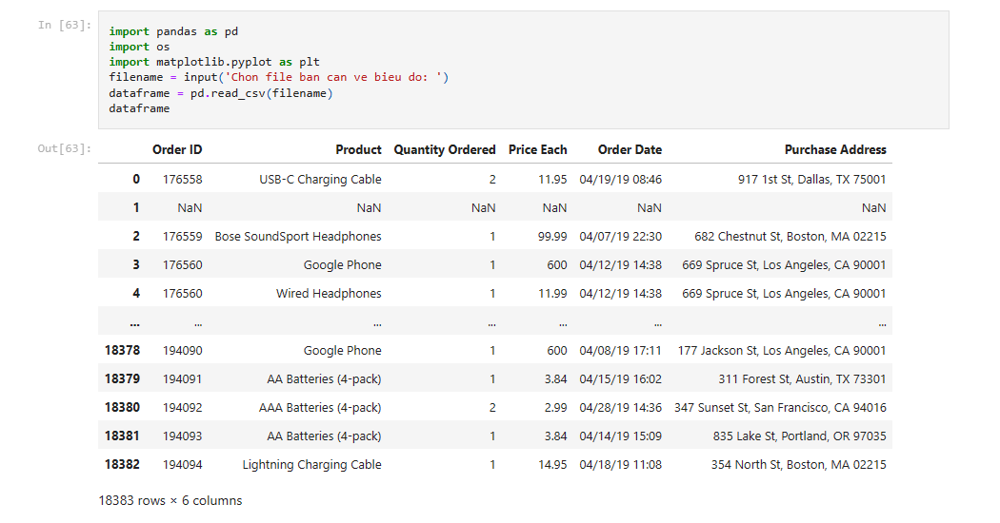 In [63]:
import pandas as pd
import os
import matplotlib.pyplot as plt
filename = input('Chon file ban can ve bieu do: ')
dataframe = pd.read_csv(filename)
dataframe
Out[63]:
Order ID Product Quantity Ordered Price Each Order Date Purchase Address
0 176558 USB-C Charging Cable 2 11.95 04/19/19 08:46 917 1st St, Dallas, TX 75001
1 NaN NaN NaN NaN NaN NaN
2 176559 Bose SoundSport Headphones 1 99.99 04/07/19 22:30 682 Chestnut St, Boston, MA 02215
3 176560 Google Phone 1 600 04/12/19 14:38 669 Spruce St, Los Angeles, CA 90001
4 176560 Wired Headphones 1 11.99 04/12/19 14:38 669 Spruce St, Los Angeles, CA 90001
... ... ... ... ... ... ...
18378 194090 Google Phone 1 600 04/08/19 17:11 177 Jackson St, Los Angeles, CA 90001
18379 194091 AA Batteries (4-pack) 1 3.84 04/15/19 16:02 311 Forest St, Austin, TX 73301
18380 194092 AAA Batteries (4-pack) 2 2.99 04/28/19 14:36 347 Sunset St, San Francisco, CA 94016
18381 194093 AA Batteries (4-pack) 1 3.84 04/14/19 15:09 835 Lake St, Portland, OR 97035
18382 194094 Lightning Charging Cable 1 14.95 04/18/19 11:08 354 North St, Boston, MA 02215
18383 rows × 6 columns